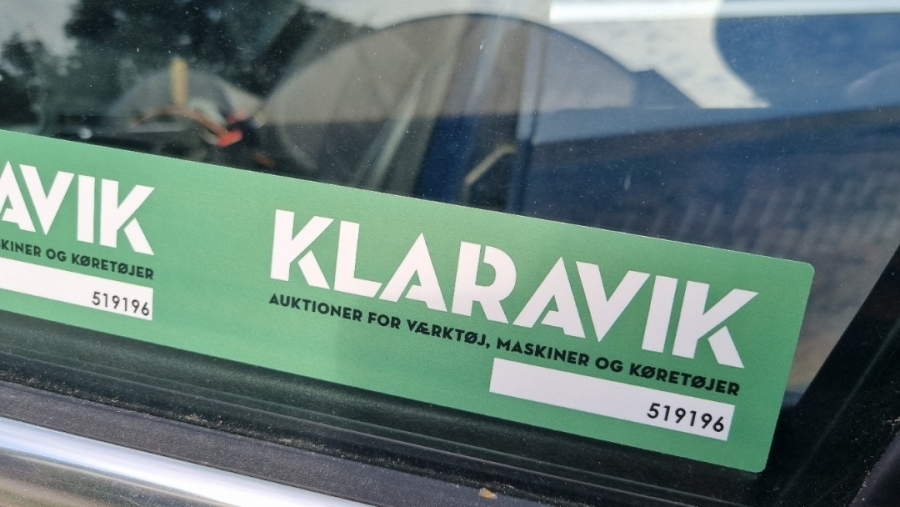 AVIK
KINER OG KØRETØJER
519196
KLARAVIK
AUKTIONER FOR VÆRKTØJ, MASKINER OG KØRETØJER
519196